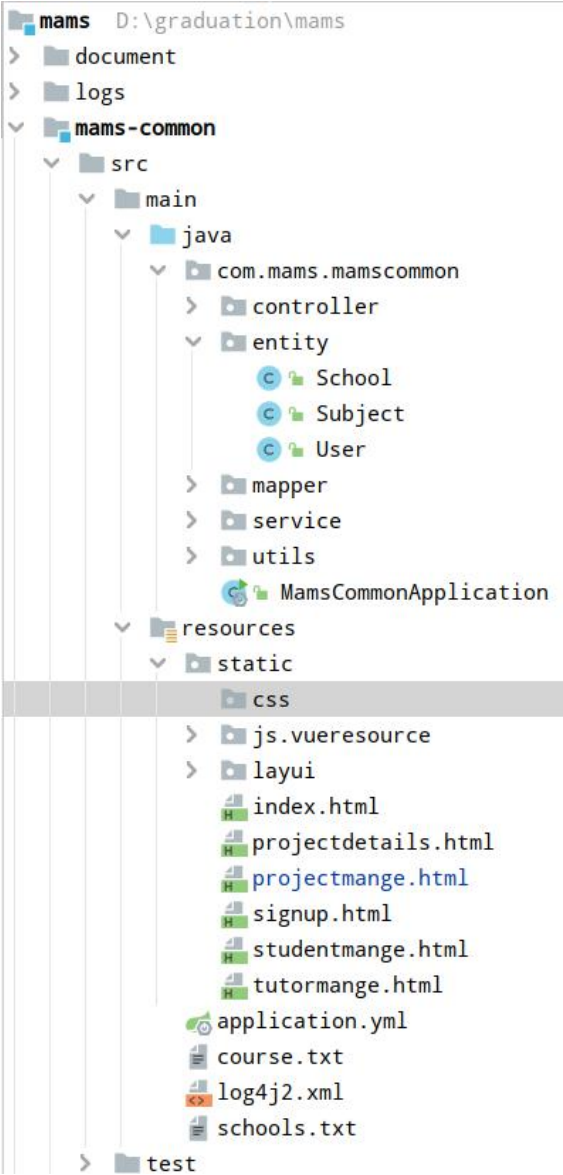 mams D:\graduation\mams
document
logs
mams-common
src
main
java
com.mams.mamscommon
controller
entity
School
Subject
User
mapper
service
utils
MamsCommonApplication
resources
static
css
js.vueresource
layui
index.html
projectdetails.html
projectmange.html
signup.html
studentmange.html
tutormange.html
application.yml
course.txt
log4j2.xml
schools.txt
test